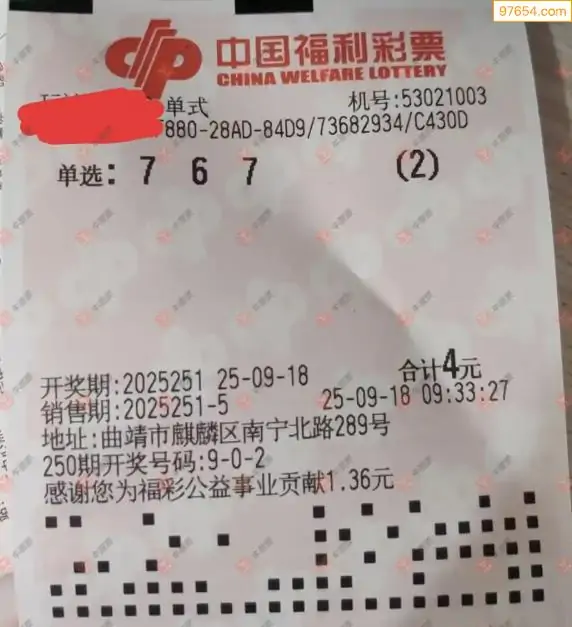 97654.com
中国福利彩票
CHINA WELFARE LOTTERY
单式 机号:53021003
880-28AD-84D9/73682934/C430D
单选: 7 6 7 (2)
合计4元
开奖期:2025251 25-09-18
销售期:2025251-5 25-09-18 09:33:27
地址:曲靖市麒麟区南宁北路289号
250期开奖号码:9-0-2
感谢您为福彩公益事业贡献1.36元